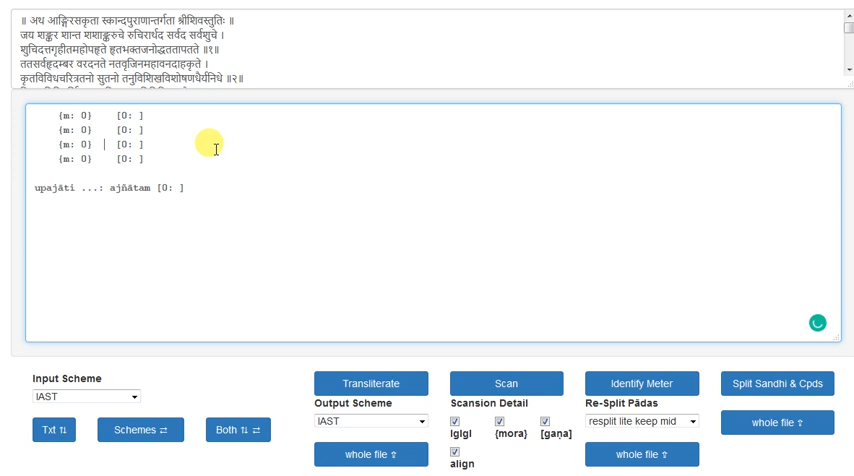 ॥ अथ आङ्गिरसकृता स्कान्दपुराणान्तर्गता श्रीशिवस्तुतिः ॥
जय शङ्कर शान्त शशाङ्करुचे रुचिरार्थद सर्वद सर्वशुचे ।
शुचिदत्तगृहीतमहोपहृते हृतभक्तजनोद्धततापतते ॥१॥
ततसर्वहृदम्बर वरदनते नतवृजिनमहावनदाहकृते ।
कृतविविधचरित्रतनो सुतनो तनुविशिखविशोषणधैर्यनिधे ॥२॥
{m: 0} [0: ]
{m: 0} [0: ]
{m: 0} [0: ]
{m: 0} [0: ]
upajāti ...: ajñātam [0: ]
Input Scheme
IAST
Txt ⇅
Schemes ⇄
Both ⇅ ⇄
Transliterate
Output Scheme
IAST
whole file ⇪
Scan
Scansion Detail
lglgl
{mora}
[gaṇa]
align
Identify Meter
Re-Split Pādas
resplit lite keep mid
whole file ⇪
Split Sandhi & Cpds
whole file ⇪